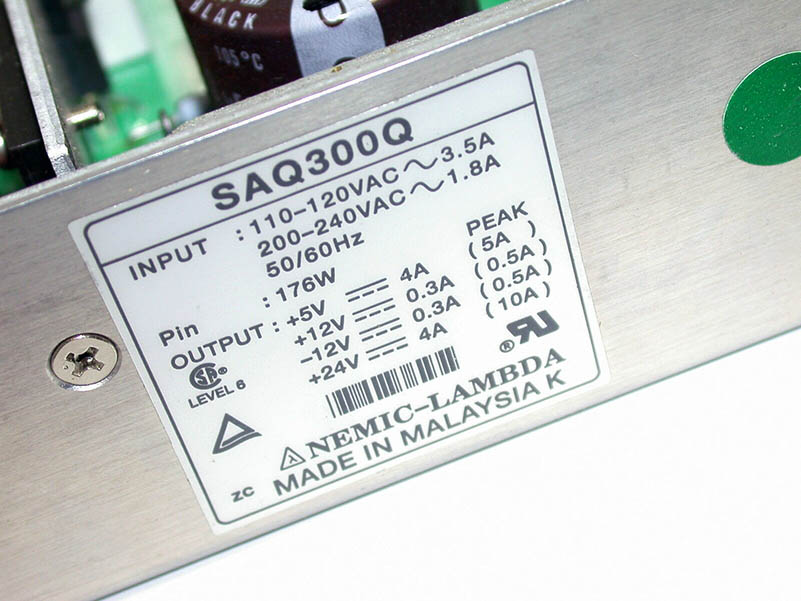 BLACK
105°C
SAQ300Q
INPUT : 110-120VAC ~ 3.5A
200-240VAC ~ 1.8A
50/60Hz
Pin : 176W
PEAK
OUTPUT : +5V 4A (5A)
+12V 0.3A (0.5A)
-12V 0.3A (0.5A)
+24V 4A (10A)
LEVEL 6
NEMIC-LAMBDA
ZC MADE IN MALAYSIA K